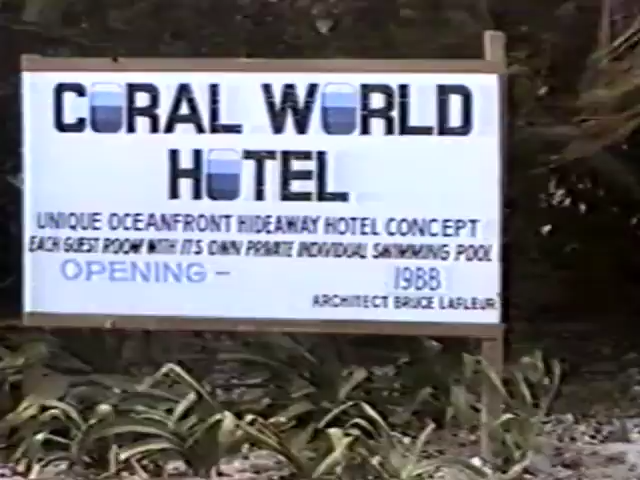 CORAL WORLD
HOTEL
UNIQUE OCEANFRONT HIDEAWAY HOTEL CONCEPT
EACH GUEST ROOM WITH ITS OWN PRIVATE INDIVIDUAL SWIMMING POOL
OPENING - 1988
ARCHITECT BRUCE LAFLEUR